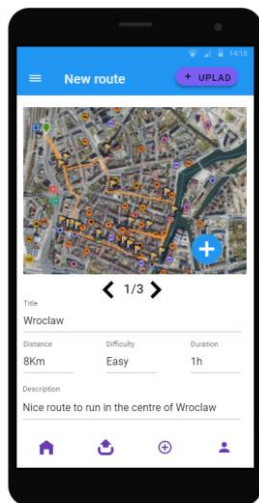 14:18
New route
+ UPLAD
1/3
Title
Wroclaw
Distance Difficulty Duration
8Km Easy 1h
Description
Nice route to run in the centre of Wroclaw